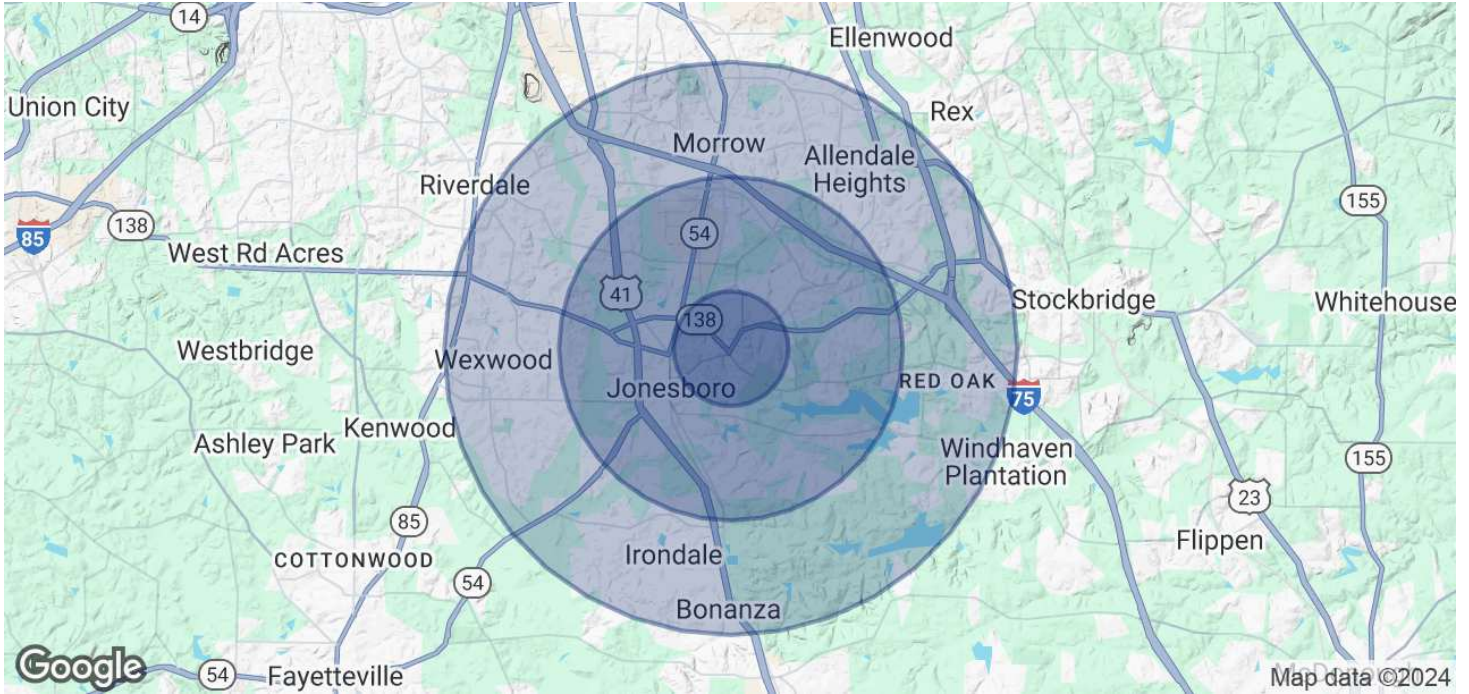 14
Ellenwood
Union City
Rex
Morrow
Allendale
Heights
Riverdale
155
138
54
85
West Rd Acres
41
Stockbridge
Whitehouse
138
Westbridge
Wexwood
Jonesboro
RED OAK
75
Kenwood
Ashley Park
Windhaven
Plantation
155
23
85
Flippen
Irondale
COTTONWOOD
54
Bonanza
Google
54
Fayetteville
Map data ©2024